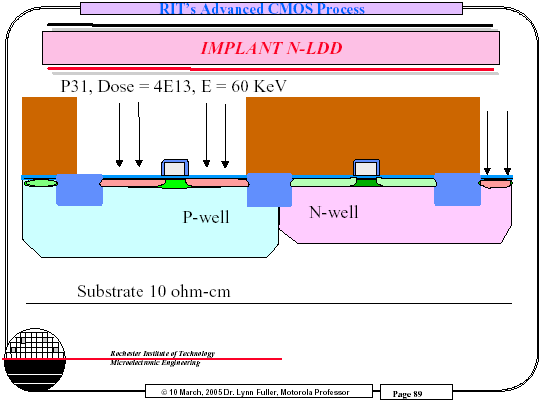 RIT's Advanced CMOS Process
IMPLANT N-LDD
P31, Dose = 4E13, E = 60 KeV
P-well
N-well
Substrate 10 ohm-cm
Rochester Institute of Technology
Microelectronic Engineering
© 10 March, 2005 Dr. Lynn Fuller, Motorola Professor
Page 89